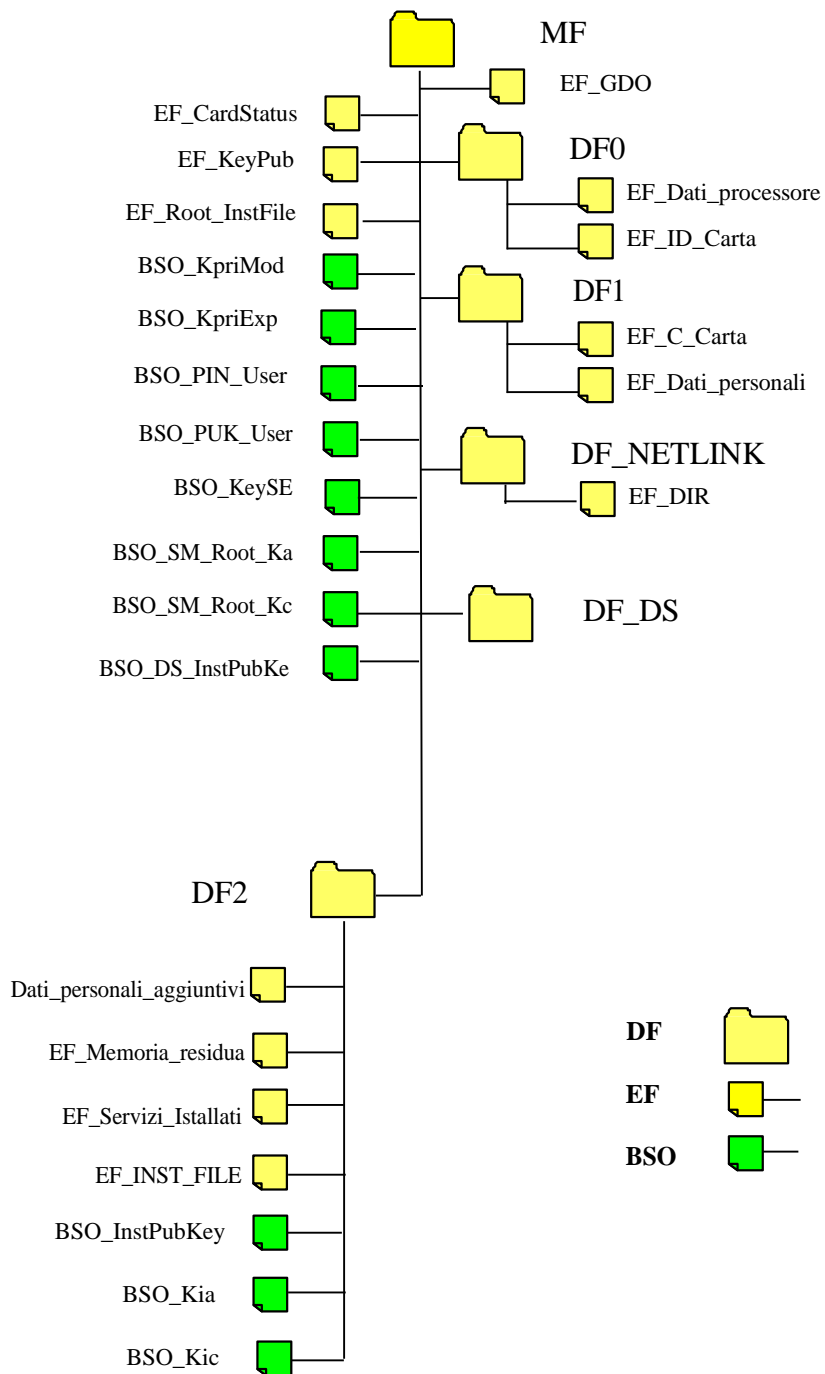 MF
EF_GDO
EF_CardStatus
EF_KeyPub
DF0
EF_Dati_processore
EF_Root_InstFile
EF_ID_Carta
BSO_KpriMod
DF1
BSO_KpriExp
EF_C_Carta
BSO_PIN_User
EF_Dati_personali
BSO_PUK_User
DF_NETLINK
BSO_KeySE
EF_DIR
BSO_SM_Root_Ka
BSO_SM_Root_Kc
DF_DS
BSO_DS_InstPubKe
DF2
Dati_personali_aggiuntivi
EF_Memoria_residua
EF_Servizi_Istallati
EF_INST_FILE
BSO_InstPubKey
BSO_Kia
BSO_Kic
DF
EF
BSO